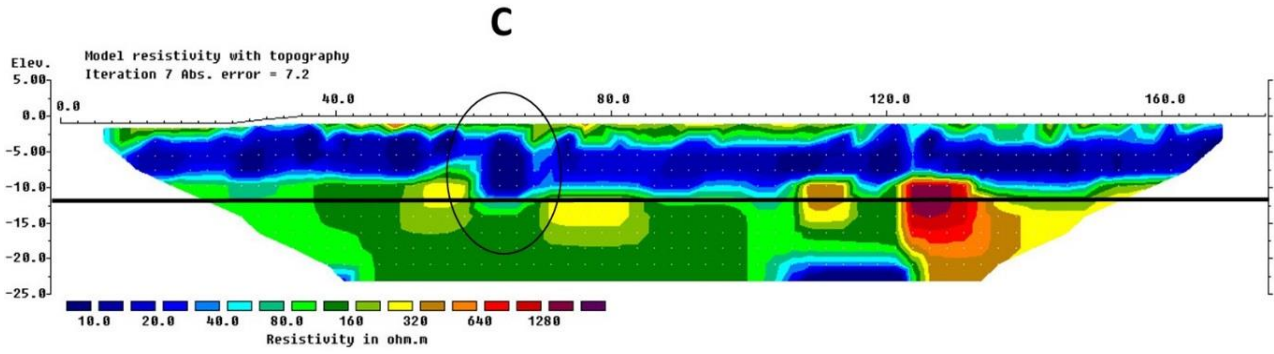 C
Model resistivity with topography
Elev.
Iteration 7 Abs. error = 7.2
5.00
0.0 40.0 80.0 120.0 160.0
0.0
-5.00
-10.0
-15.0
-20.0
-25.0
10.0 20.0 40.0 80.0 160 320 640 1280
Resistivity in ohm.m